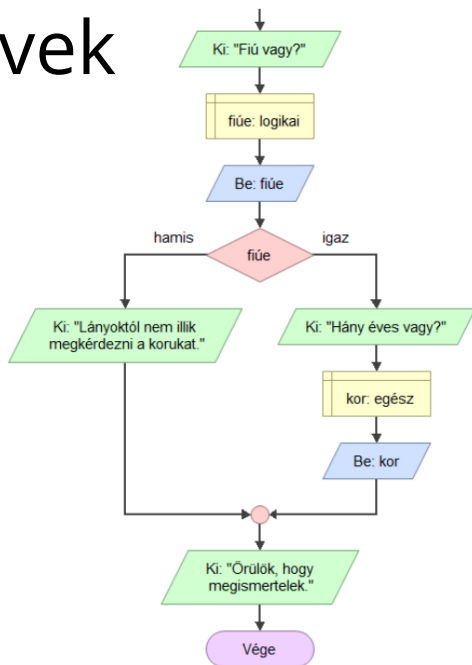 vek
Ki: "Fiú vagy?"
fiúe: logikai
Be: fiúe
hamis
igaz
fiúe
Ki: "Lányoktól nem illik
megkérdezni a korukat."
Ki: "Hány éves vagy?"
kor: egész
Be: kor
Ki: "Örülök, hogy
megismertelek."
Vége